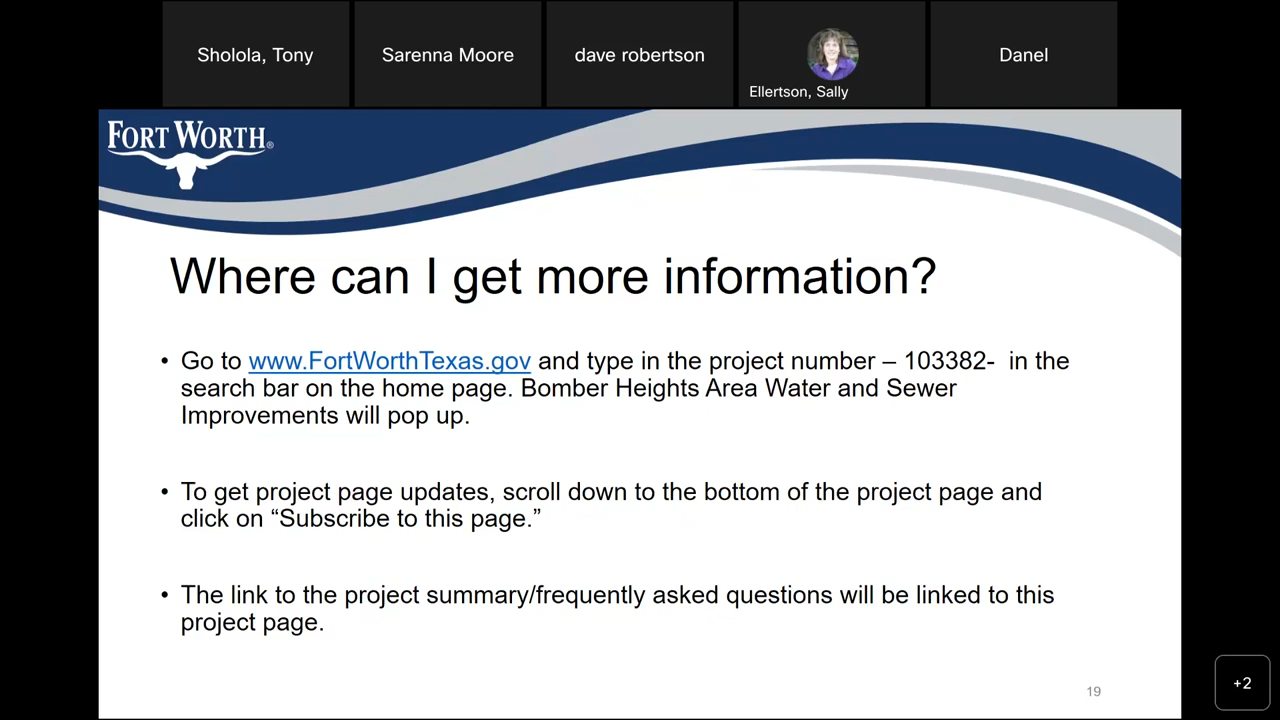 Sholola, Tony
Sarenna Moore
dave robertson
Ellertson, Sally
Danel
FORT WORTH®
Where can I get more information?
• Go to www.FortWorthTexas.gov and type in the project number – 103382-  in the
search bar on the home page. Bomber Heights Area Water and Sewer
Improvements will pop up.
• To get project page updates, scroll down to the bottom of the project page and
click on “Subscribe to this page.”
• The link to the project summary/frequently asked questions will be linked to this
project page.
19
+2